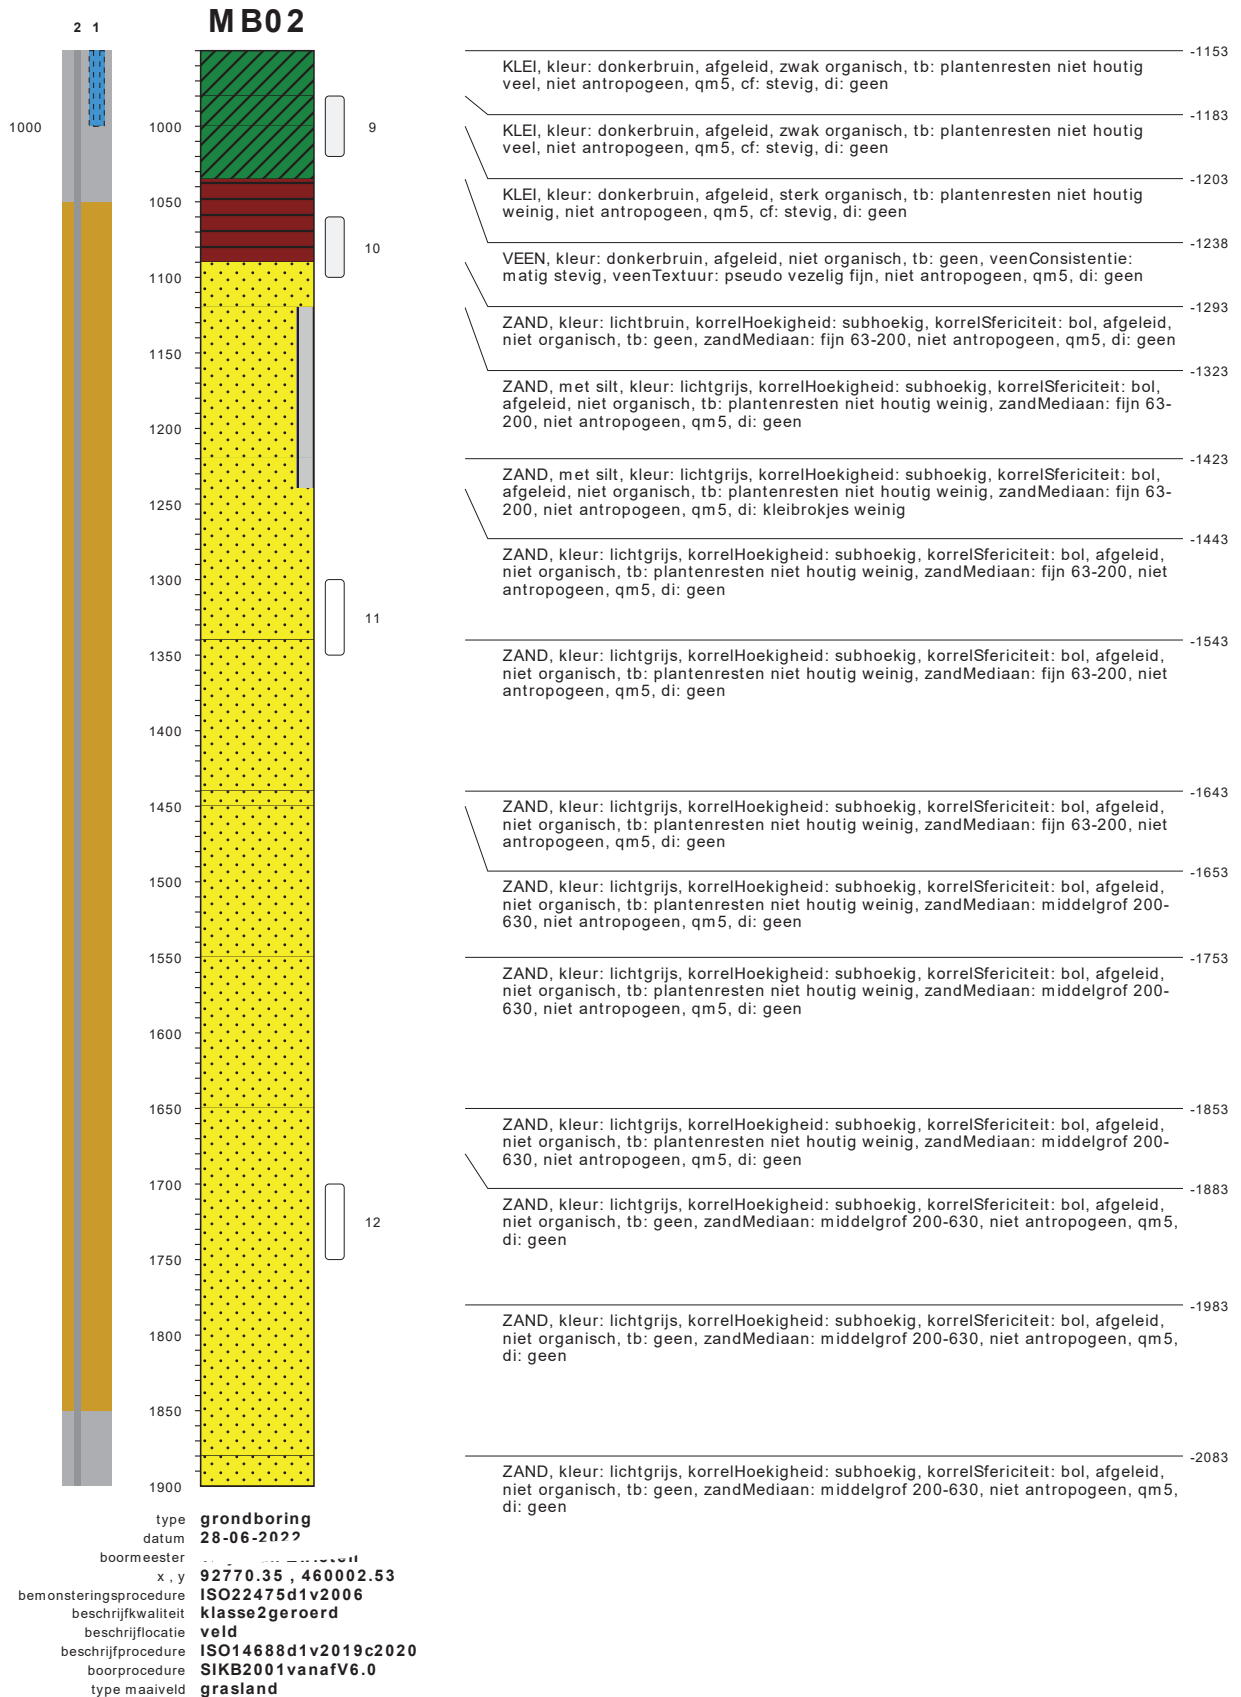 MB02
2 1
-1153
KLEI, kleur: donkerbruin, afgeleid, zwak organisch, tb: plantenresten niet houtig
veel, niet antropogeen, qm5, cf: stevig, di: geen
-1183
1000
1000
9
KLEI, kleur: donkerbruin, afgeleid, zwak organisch, tb: plantenresten niet houtig
veel, niet antropogeen, qm5, cf: stevig, di: geen
-1203
KLEI, kleur: donkerbruin, afgeleid, sterk organisch, tb: plantenresten niet houtig
weinig, niet antropogeen, qm5, cf: stevig, di: geen
1050
-1238
10
VEEN, kleur: donkerbruin, afgeleid, niet organisch, tb: geen, veenConsistentie:
matig stevig, veenTextuur: pseudo vezelig fijn, niet antropogeen, qm5, di: geen
1100
-1293
ZAND, kleur: lichtbruin, korrelHoekigheid: subhoekig, korrelSfericiteit: bol, afgeleid,
niet organisch, tb: geen, zandMediaan: fijn 63-200, niet antropogeen, qm5, di: geen
1150
-1323
ZAND, met silt, kleur: lichtgrijs, korrelHoekigheid: subhoekig, korrelSfericiteit: bol,
afgeleid, niet organisch, tb: plantenresten niet houtig weinig, zandMediaan: fijn 63-
200, niet antropogeen, qm5, di: geen
1200
-1423
ZAND, met silt, kleur: lichtgrijs, korrelHoekigheid: subhoekig, korrelSfericiteit: bol,
afgeleid, niet organisch, tb: plantenresten niet houtig weinig, zandMediaan: fijn 63-
200, niet antropogeen, qm5, di: kleibrokjes weinig
1250
-1443
ZAND, kleur: lichtgrijs, korrelHoekigheid: subhoekig, korrelSfericiteit: bol, afgeleid,
niet organisch, tb: plantenresten niet houtig weinig, zandMediaan: fijn 63-200, niet
antropogeen, qm5, di: geen
1300
11
-1543
1350
ZAND, kleur: lichtgrijs, korrelHoekigheid: subhoekig, korrelSfericiteit: bol, afgeleid,
niet organisch, tb: plantenresten niet houtig weinig, zandMediaan: fijn 63-200, niet
antropogeen, qm5, di: geen
1400
-1643
1450
ZAND, kleur: lichtgrijs, korrelHoekigheid: subhoekig, korrelSfericiteit: bol, afgeleid,
niet organisch, tb: plantenresten niet houtig weinig, zandMediaan: fijn 63-200, niet
antropogeen, qm5, di: geen
-1653
1500
ZAND, kleur: lichtgrijs, korrelHoekigheid: subhoekig, korrelSfericiteit: bol, afgeleid,
niet organisch, tb: plantenresten niet houtig weinig, zandMediaan: middelgrof 200-
630, niet antropogeen, qm5, di: geen
1550
-1753
ZAND, kleur: lichtgrijs, korrelHoekigheid: subhoekig, korrelSfericiteit: bol, afgeleid,
niet organisch, tb: plantenresten niet houtig weinig, zandMediaan: middelgrof 200-
630, niet antropogeen, qm5, di: geen
1600
1650
-1853
ZAND, kleur: lichtgrijs, korrelHoekigheid: subhoekig, korrelSfericiteit: bol, afgeleid,
niet organisch, tb: plantenresten niet houtig weinig, zandMediaan: middelgrof 200-
630, niet antropogeen, qm5, di: geen
1700
-1883
12
ZAND, kleur: lichtgrijs, korrelHoekigheid: subhoekig, korrelSfericiteit: bol, afgeleid,
niet organisch, tb: geen, zandMediaan: middelgrof 200-630, niet antropogeen, qm5,
di: geen
1750
-1983
1800
ZAND, kleur: lichtgrijs, korrelHoekigheid: subhoekig, korrelSfericiteit: bol, afgeleid,
niet organisch, tb: geen, zandMediaan: middelgrof 200-630, niet antropogeen, qm5,
di: geen
1850
-2083
ZAND, kleur: lichtgrijs, korrelHoekigheid: subhoekig, korrelSfericiteit: bol, afgeleid,
niet organisch, tb: geen, zandMediaan: middelgrof 200-630, niet antropogeen, qm5,
di: geen
1900
type grondboring
datum 28-06-2022
boormeester
x , y 92770.35 , 460002.53
bemonsteringsprocedure ISO22475d1v2006
beschrijfkwaliteit klasse2geroerd
beschrijflocatie veld
beschrijfprocedure ISO14688d1v2019c2020
boorprocedure SIKB2001vanafV6.0
type maaiveld grasland